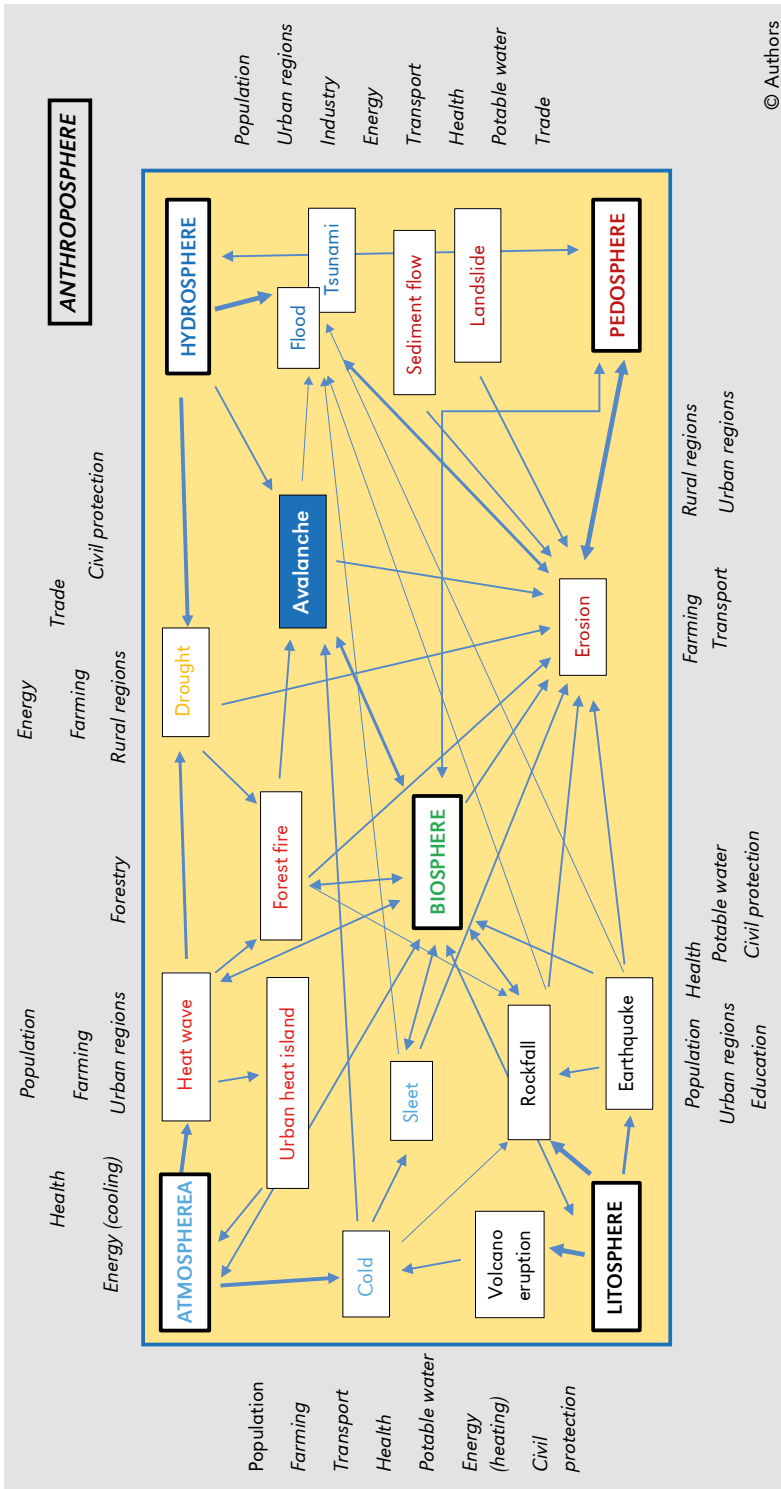 ANTHROPOSPHERE
Health
Energy (cooling)
Population
Farming
Urban regions
Forestry
Energy
Farming
Rural regions
Trade
Civil protection
Population
Farming
Transport
Health
Potable water
Energy
(heating)
Civil
protection
ATMOSPHEREA
Heat wave
Drought
HYDROSPHERE
Urban heat island
Forest fire
Avalanche
Flood
Tsunami
Cold
Sleet
BIOSPHERE
Sediment flow
Landslide
Volcano
eruption
Rockfall
Erosion
LITOSPHERE
Earthquake
PEDOSPHERE
Population
Urban regions
Industry
Energy
Transport
Health
Potable water
Trade
Population
Urban regions
Education
Health
Potable water
Civil protection
Farming
Transport
Rural regions
Urban regions
© Authors